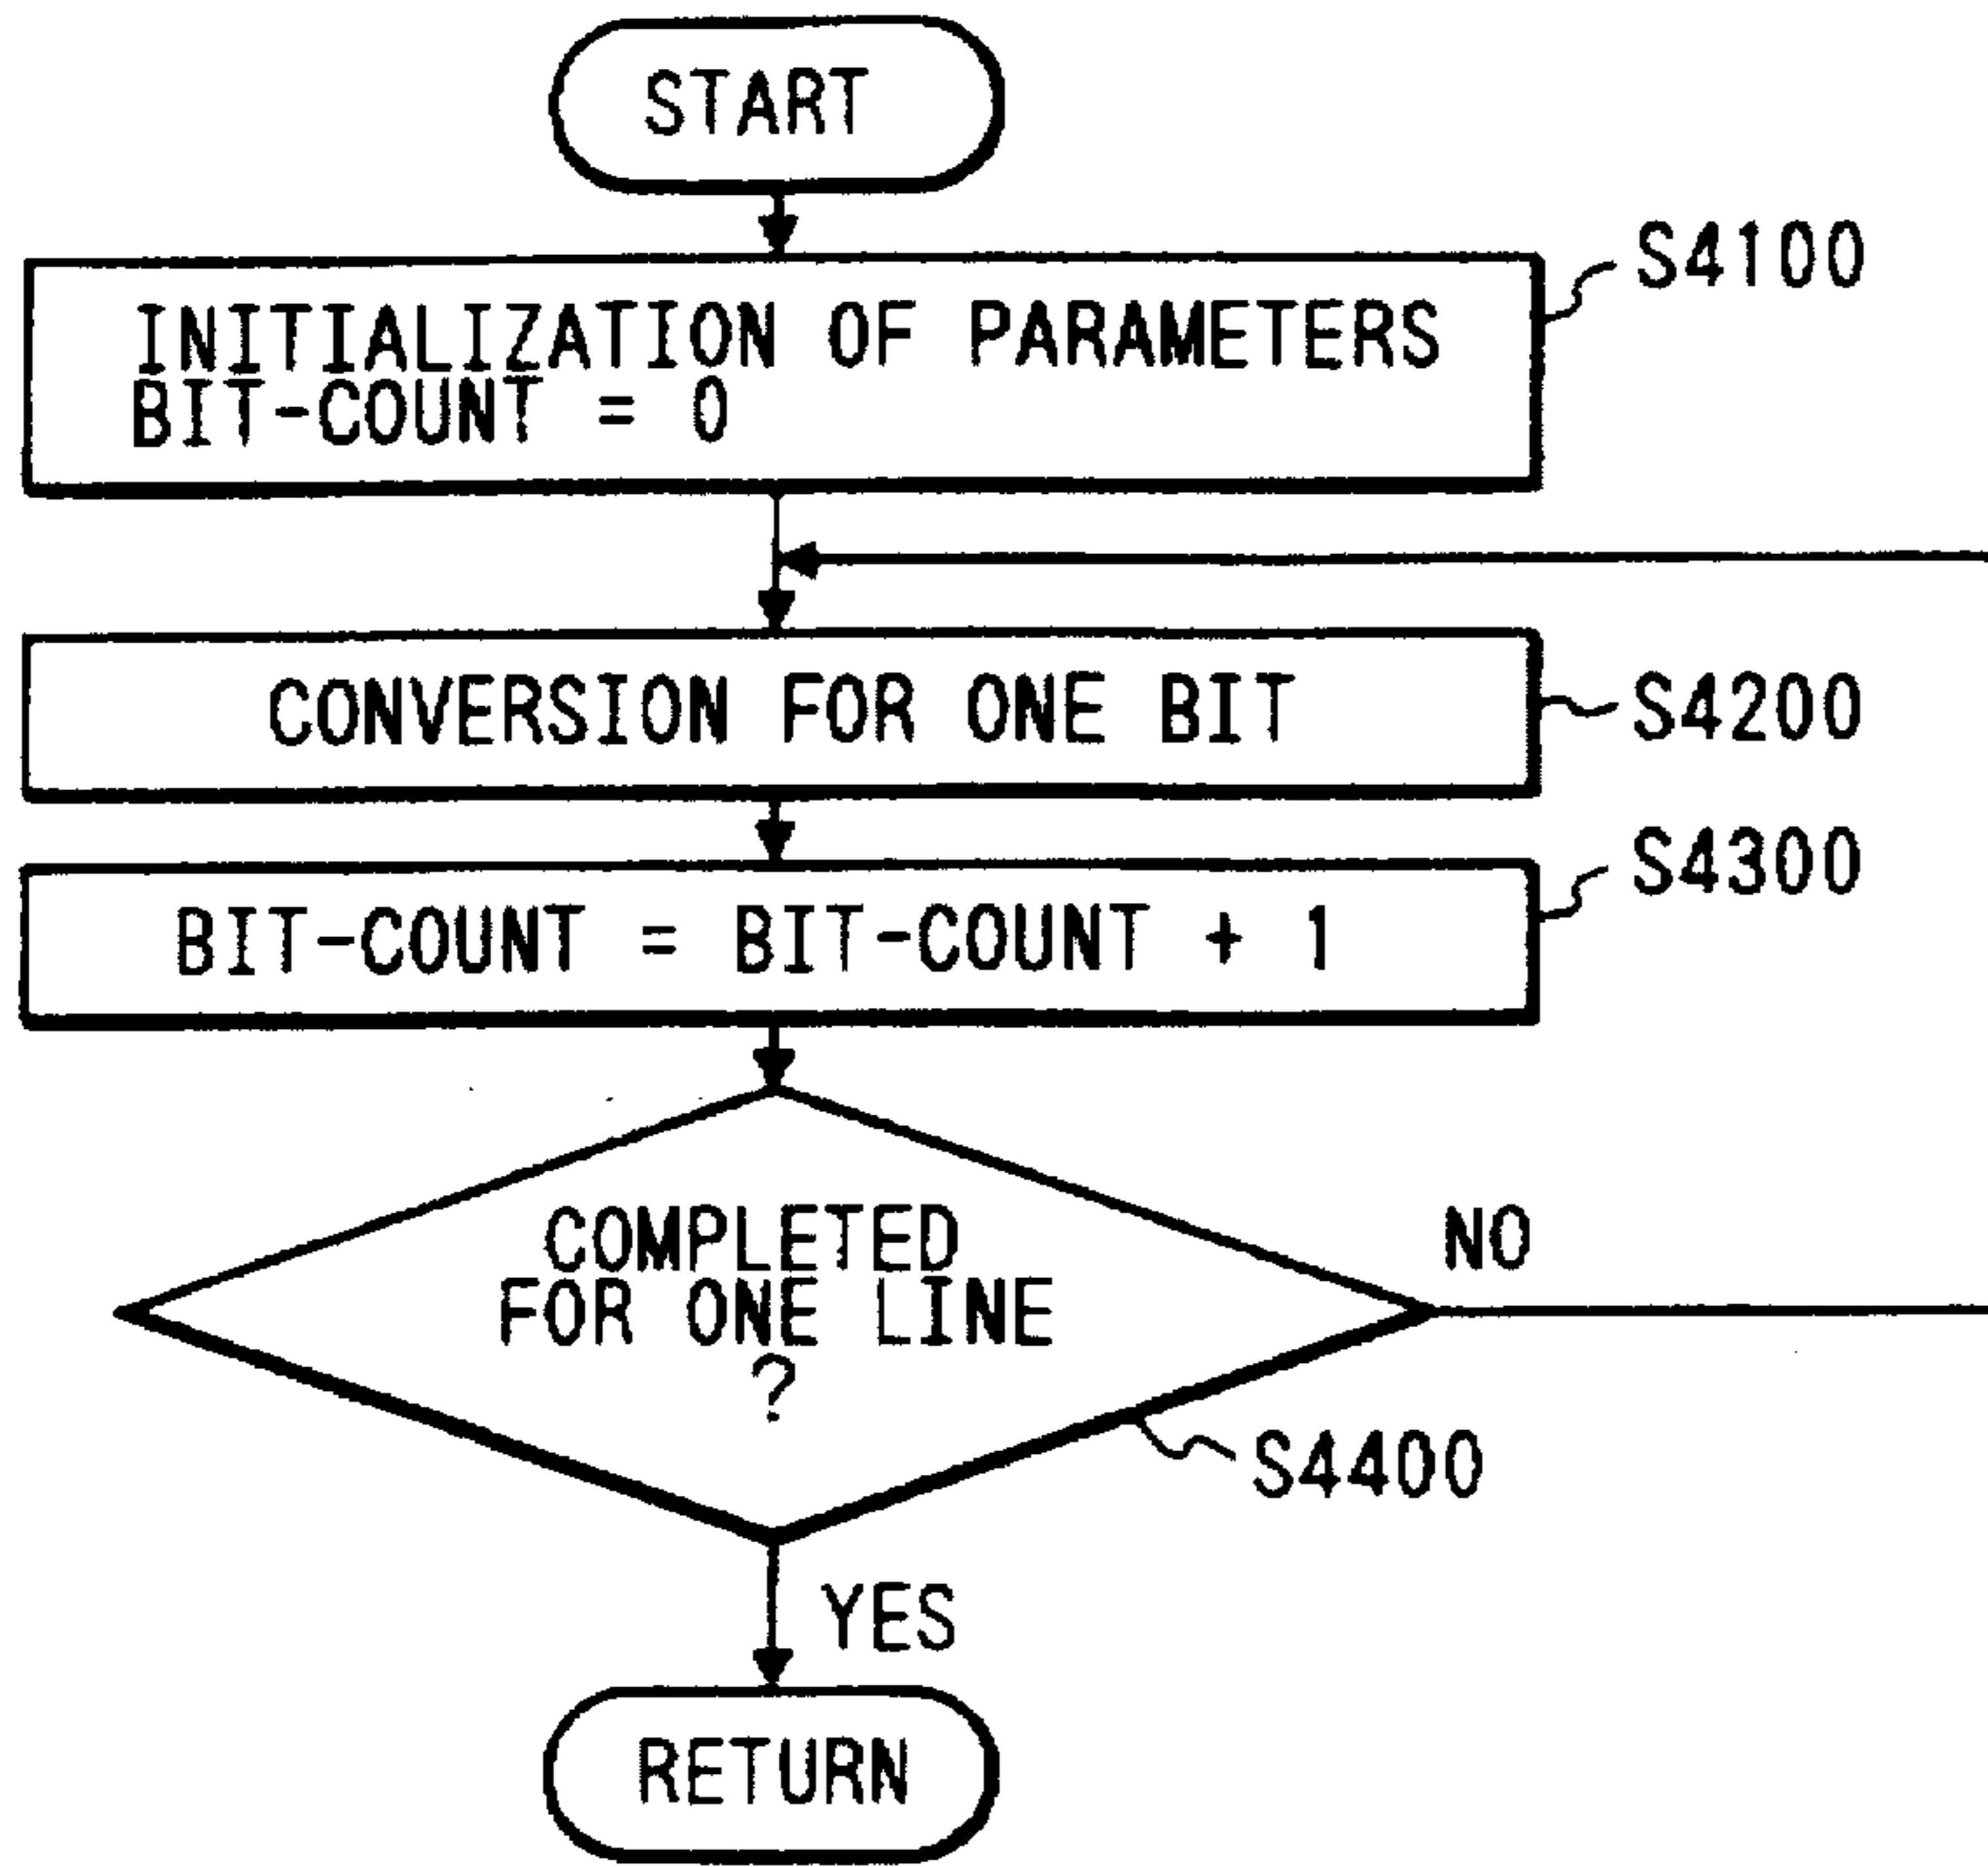 START
S4100
INITIALIZATION OF PARAMETERS
BIT-COUNT = 0
CONVERSION FOR ONE BIT
S4200
S4300
BIT-COUNT = BIT-COUNT + 1
COMPLETED
FOR ONE LINE
?
NO
S4400
YES
RETURN